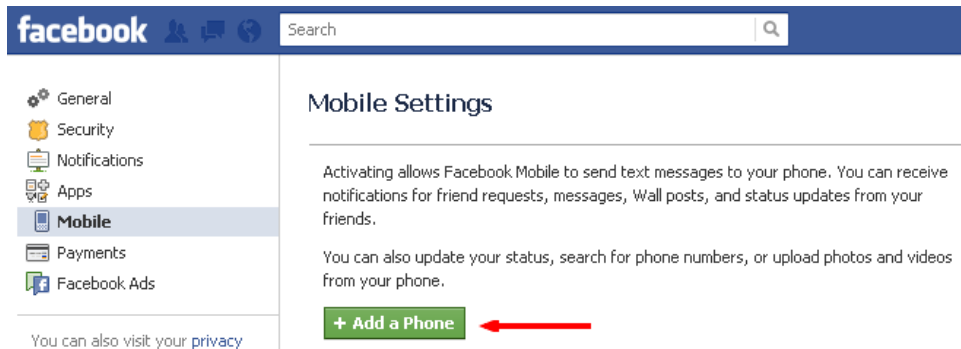 facebook
Search
General
Security
Notifications
Apps
Mobile
Payments
Facebook Ads
You can also visit your privacy
Mobile Settings
Activating allows Facebook Mobile to send text messages to your phone. You can receive
notifications for friend requests, messages, Wall posts, and status updates from your
friends.
You can also update your status, search for phone numbers, or upload photos and videos
from your phone.
+ Add a Phone